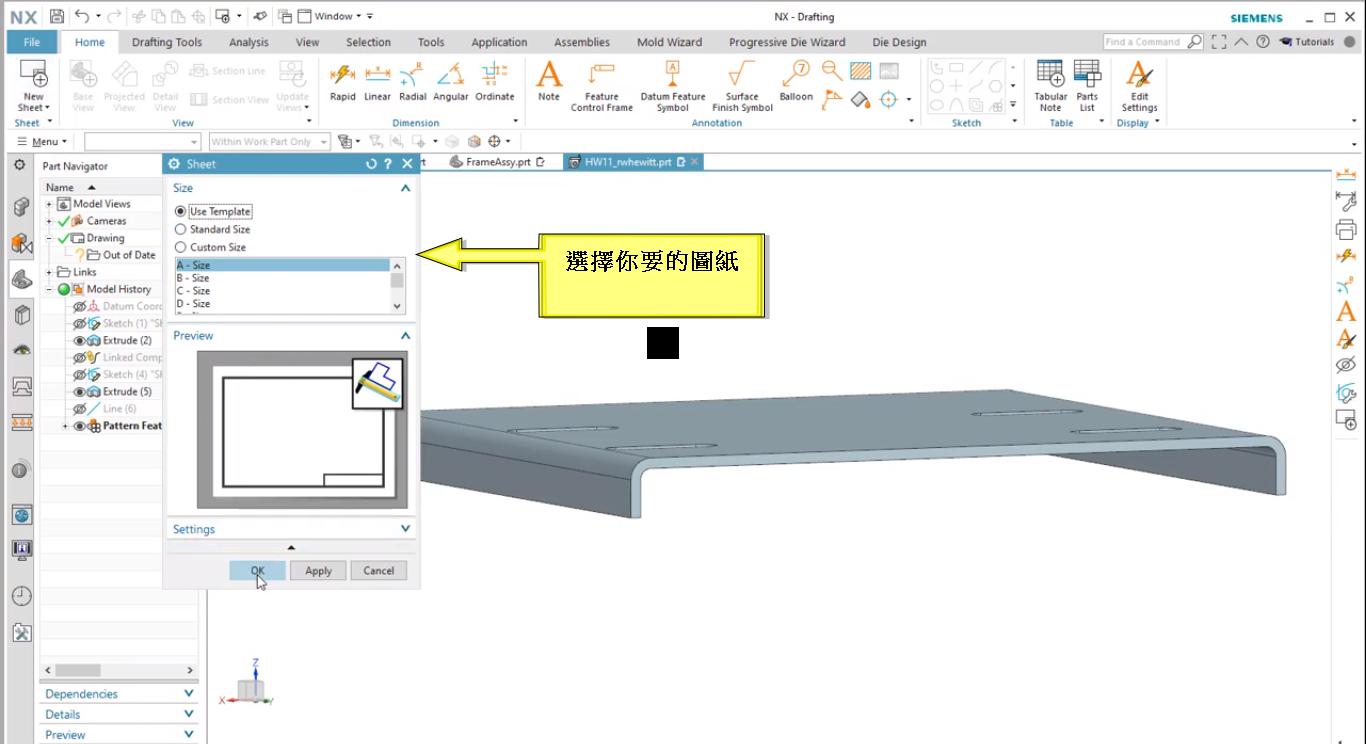 NX
Window
NX - Drafting
SIEMENS
File Home Drafting Tools Analysis View Selection Tools Application Assemblies Mold Wizard Progressive Die Wizard Die Design
Find a Command
Tutorials
New Sheet
Base View
Projected View
Detail View
Section Line
Section View
Update Views
Rapid
Linear
Radial
Angular
Ordinate
Note
Feature Control Frame
Datum Feature Symbol
Surface Finish Symbol
Balloon
Tabular Note
Parts List
Edit Settings
Sheet
View
Dimension
Annotation
Sketch
Table
Display
Menu
Within Work Part Only
Part Navigator
Sheet
rt
FrameAssy.prt
HW11_rwhewitt.prt
Name
Model Views
Cameras
Drawing
Out of Date
Links
Model History
Datum Coord
Sketch (1) "Sk
Extrude (2)
Linked Comp
Sketch (4) "Sk
Extrude (5)
Line (6)
Pattern Feat
Size
Use Template
Standard Size
Custom Size
A - Size
B - Size
C - Size
D - Size
Preview
Settings
OK
Apply
Cancel
選擇你要的圖紙
Z
X
Y
Dependencies
Details
Preview